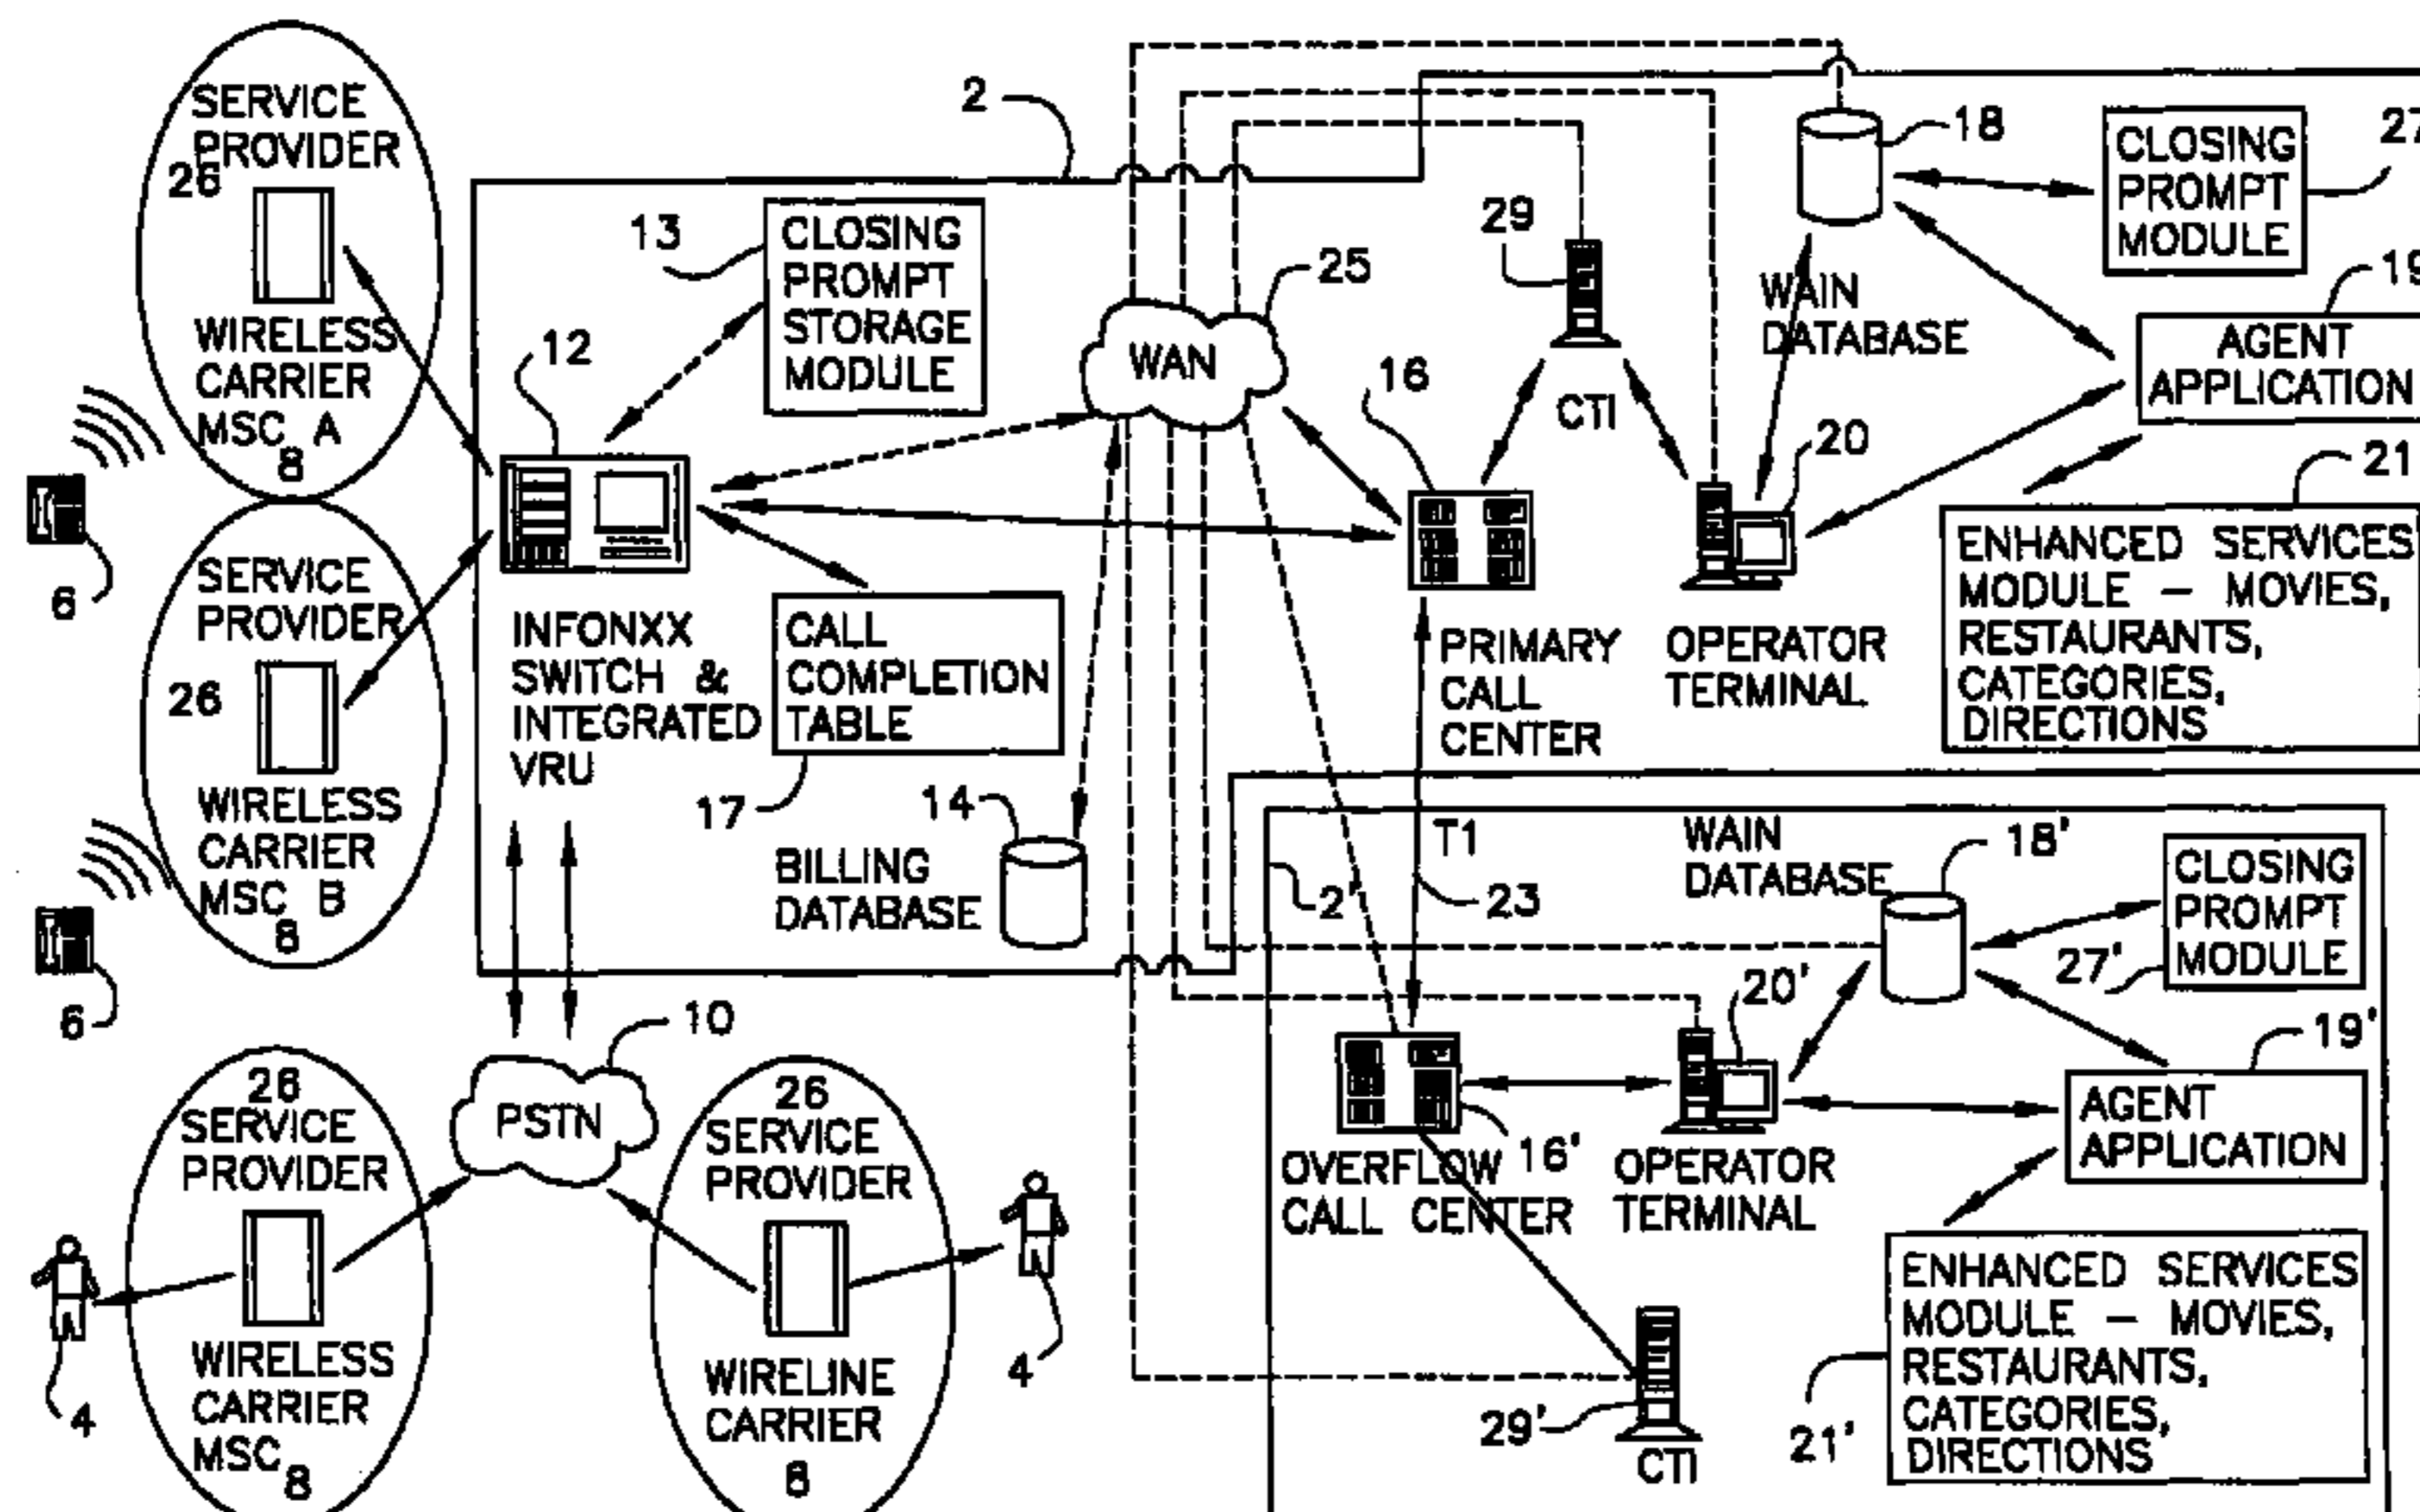 SERVICE
PROVIDER
26
WIRELESS
CARRIER
MSC A
8
6
SERVICE
PROVIDER
26
WIRELESS
CARRIER
MSC B
8
6
2
13
CLOSING
PROMPT
STORAGE
MODULE
12
INFONXX
SWITCH &
INTEGRATED
VRU
CALL
COMPLETION
TABLE
17
14
BILLING
DATABASE
WAN
25
29
CTI
16
PRIMARY
CALL
CENTER
20
OPERATOR
TERMINAL
18
WAIN
DATABASE
CLOSING
PROMPT
MODULE
27
19
AGENT
APPLICATION
21
ENHANCED SERVICES
MODULE – MOVIES,
RESTAURANTS,
CATEGORIES,
DIRECTIONS
T1
23
2'
WAIN
DATABASE
18'
CLOSING
PROMPT
MODULE
27'
20'
19'
AGENT
APPLICATION
OVERFLOW
CALL CENTER
16'
OPERATOR
TERMINAL
29'
CTI
21'
ENHANCED SERVICES
MODULE – MOVIES,
RESTAURANTS,
CATEGORIES,
DIRECTIONS
10
PSTN
26
SERVICE
PROVIDER
WIRELESS
CARRIER
MSC
8
4
26
SERVICE
PROVIDER
WIRELINE
CARRIER
8
4